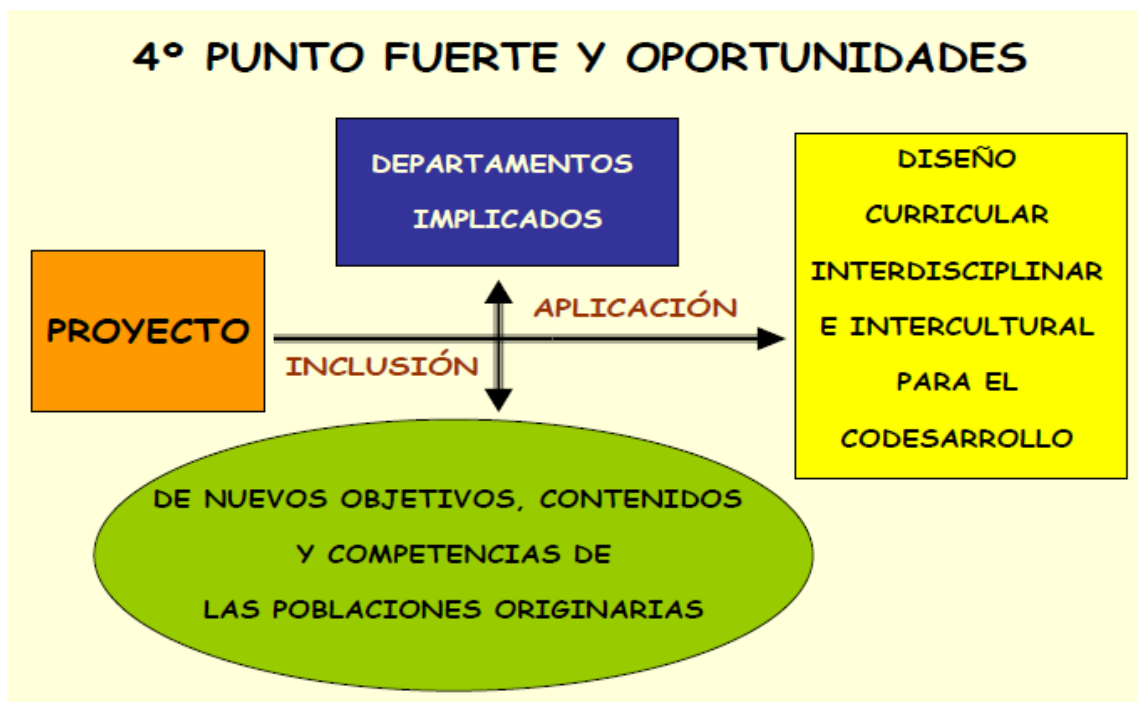 4º PUNTO FUERTE Y OPORTUNIDADES
DEPARTAMENTOS
IMPLICADOS
DISEÑO
CURRICULAR
INTERDISCIPLINAR
E INTERCULTURAL
PARA EL
CODESARROLLO
PROYECTO
APLICACIÓN
INCLUSIÓN
DE NUEVOS OBJETIVOS, CONTENIDOS
Y COMPETENCIAS DE
LAS POBLACIONES ORIGINARIAS